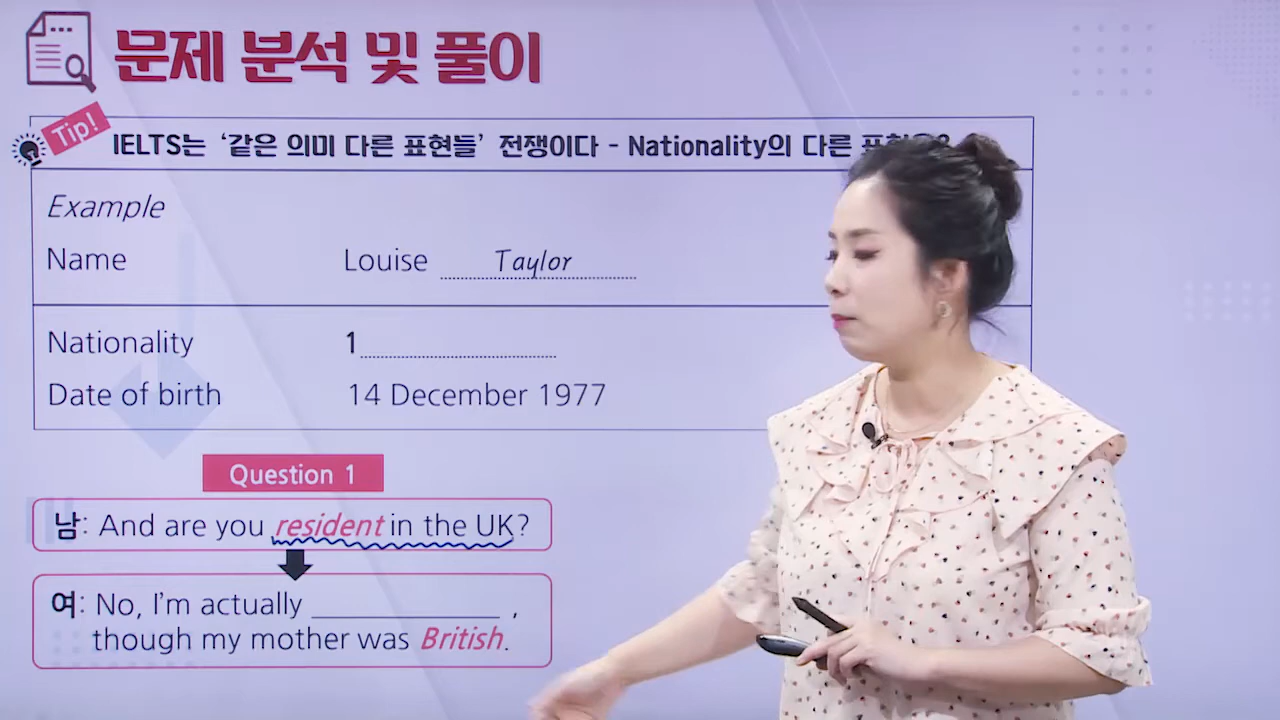 문제 분석 및 풀이
Tip!
IELTS는 ‘같은 의미 다른 표현들’ 전쟁이다 - Nationality의 다른
Example
Name Louise Taylor
Nationality 1
Date of birth 14 December 1977
Question 1
남: And are you resident in the UK?
여: No, I’m actually ____________ ,
though my mother was British.